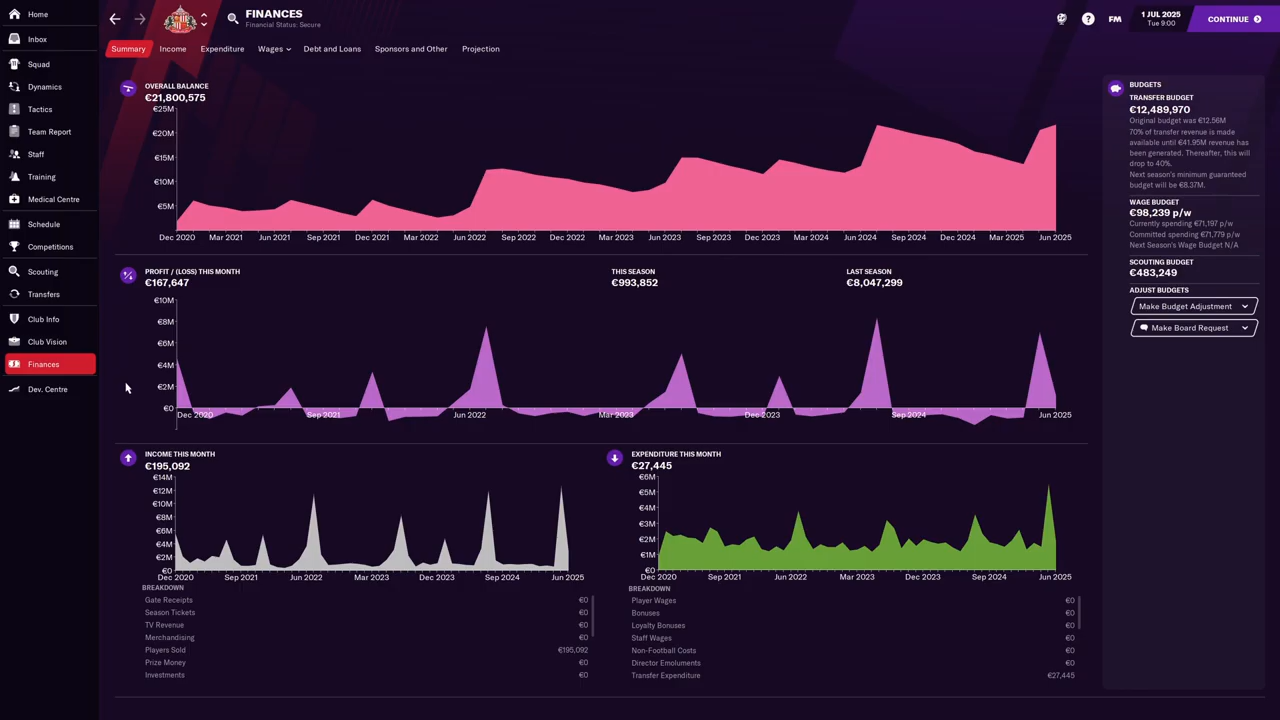 Home
Inbox
Squad
Dynamics
Tactics
Team Report
Staff
Training
Medical Centre
Schedule
Competitions
Scouting
Transfers
Club Info
Club Vision
Finances
Dev. Centre
FINANCES
Financial Status: Secure
?
FM
1 JUL 2025
Tue 9:00
CONTINUE
Summary
Income
Expenditure
Wages
Debt and Loans
Sponsors and Other
Projection
OVERALL BALANCE
€21,800,575
€25M
€20M
€15M
€10M
€5M
Dec 2020 Mar 2021 Jun 2021 Sep 2021 Dec 2021 Mar 2022 Jun 2022 Sep 2022 Dec 2022 Mar 2023 Jun 2023 Sep 2023 Dec 2023 Mar 2024 Jun 2024 Sep 2024 Dec 2024 Mar 2025 Jun 2025
PROFIT / (LOSS) THIS MONTH
€167,647
THIS SEASON
€993,852
LAST SEASON
€8,047,299
€10M
€8M
€6M
€4M
€2M
€0
Dec 2020 Sep 2021 Jun 2022 Mar 2023 Dec 2023 Sep 2024 Jun 2025
INCOME THIS MONTH
€195,092
€14M
€12M
€10M
€8M
€6M
€4M
€2M
€0
Dec 2020 Sep 2021 Jun 2022 Mar 2023 Dec 2023 Sep 2024 Jun 2025
BREAKDOWN
Gate Receipts €0
Season Tickets €0
TV Revenue €0
Merchandising €0
Players Sold €195,092
Prize Money €0
Investments €0
EXPENDITURE THIS MONTH
€27,445
€6M
€5M
€4M
€3M
€2M
€1M
€0
Dec 2020 Sep 2021 Jun 2022 Mar 2023 Dec 2023 Sep 2024 Jun 2025
BREAKDOWN
Player Wages €0
Bonuses €0
Loyalty Bonuses €0
Staff Wages €0
Non-Football Costs €0
Director Emoluments €0
Transfer Expenditure €27,445
BUDGETS
TRANSFER BUDGET
€12,489,970
Original budget was €12.56M
70% of transfer revenue is made
available until €41.95M revenue has
been generated. Thereafter, this will
drop to 40%.
Next season's minimum guaranteed
budget will be €8.37M.
WAGE BUDGET
€98,239 p/w
Currently spending €71,197 p/w
Committed spending €71,779 p/w
Next Season's Wage Budget N/A
SCOUTING BUDGET
€483,249
ADJUST BUDGETS
Make Budget Adjustment
Make Board Request